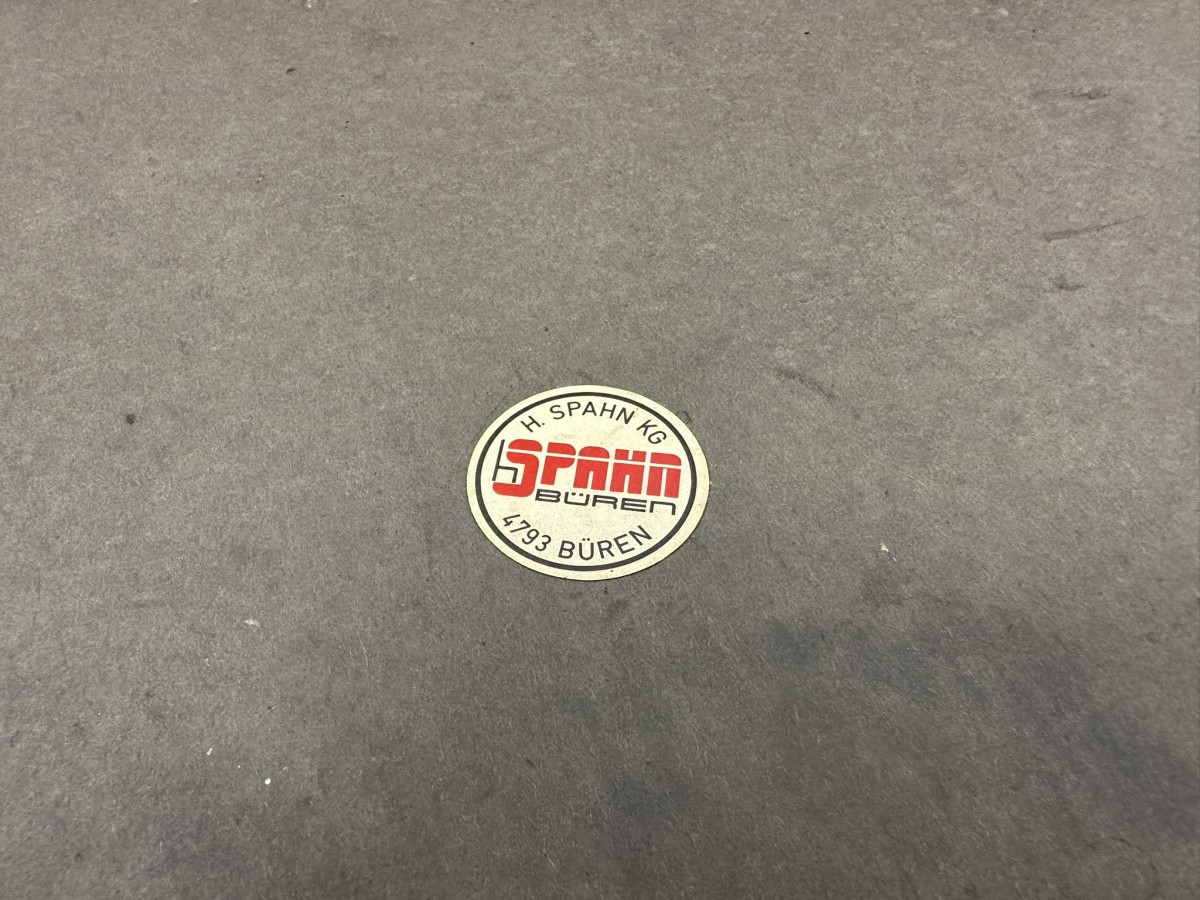 H. SPAHN KG
h SPAHN
BÜREN
4793 BÜREN